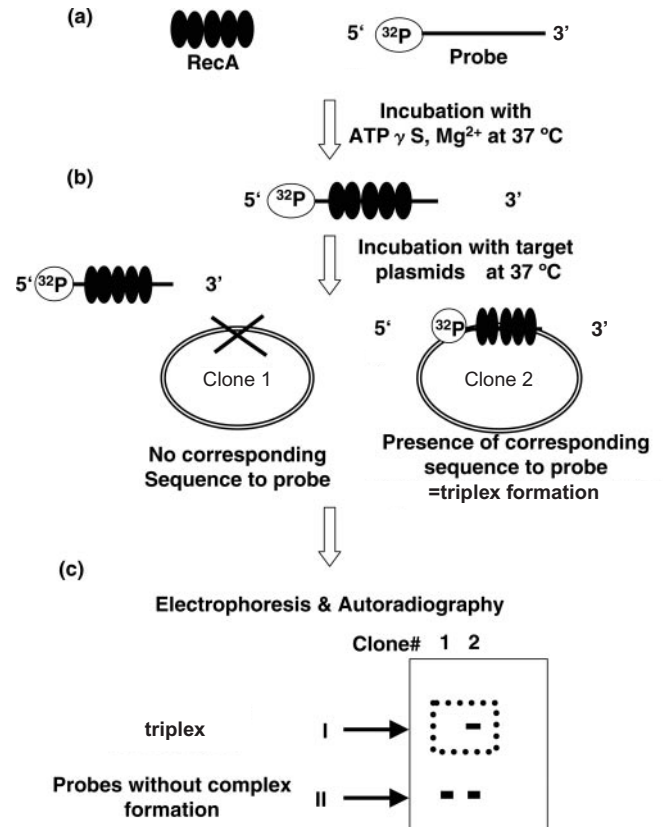 (a)
RecA
5‘ 32P 3’
Probe
Incubation with
ATP γ S, Mg2+ at 37 ºC
(b)
5‘ 32P 3’
Incubation with target
plasmids at 37 ºC
5‘ 32P 3’
5‘ 32P 3’
Clone 1
Clone 2
No corresponding
Sequence to probe
Presence of corresponding
sequence to probe
=triplex formation
(c)
Electrophoresis & Autoradiography
Clone# 1 2
triplex I
Probes without complex
formation II